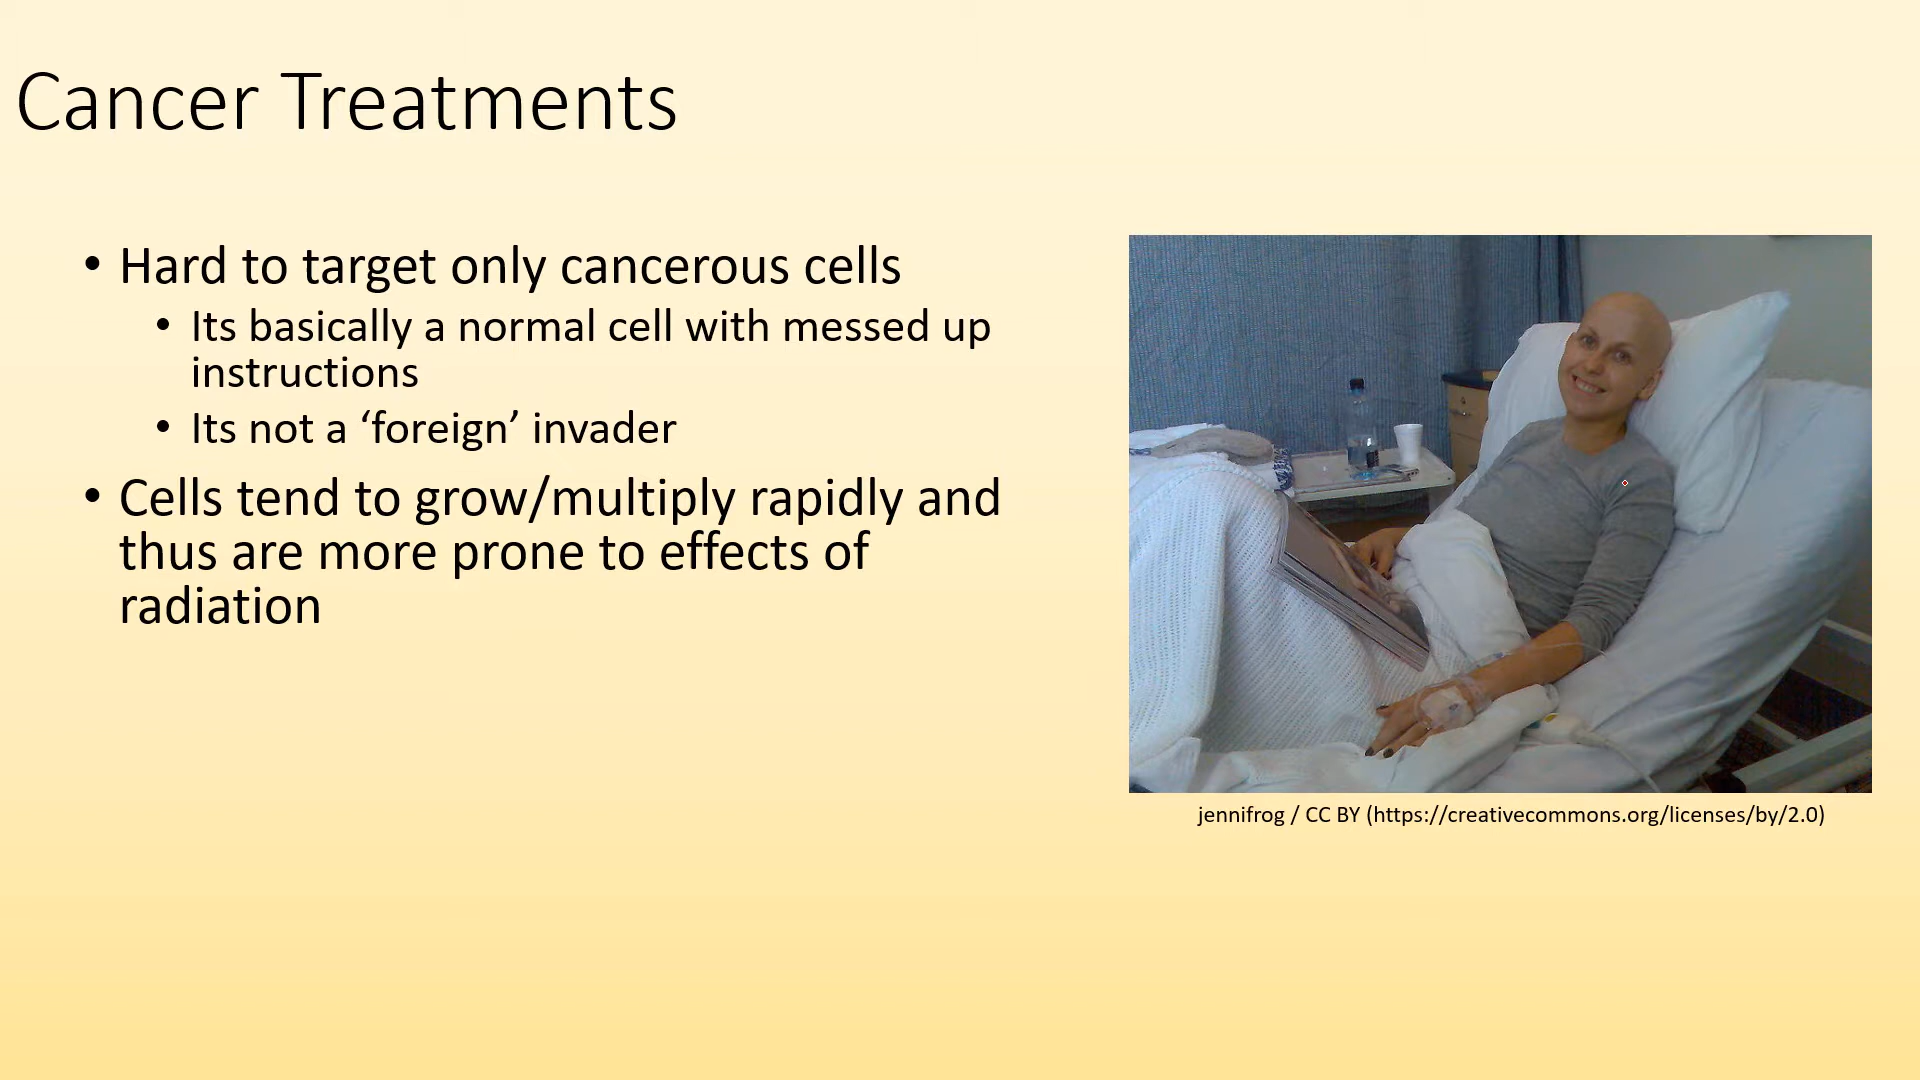 Cancer Treatments
• Hard to target only cancerous cells
• Its basically a normal cell with messed up
instructions
• Its not a ‘foreign’ invader
• Cells tend to grow/multiply rapidly and
thus are more prone to effects of
radiation
jennifrog / CC BY (https://creativecommons.org/licenses/by/2.0)